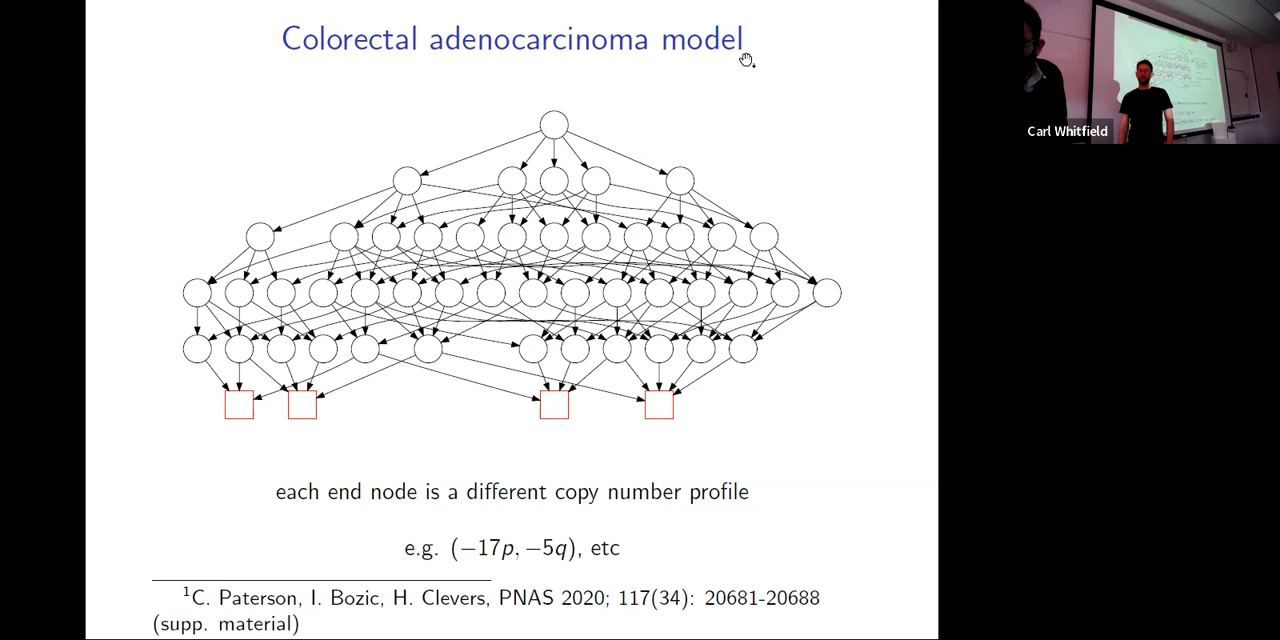 Colorectal adenocarcinoma model
Carl Whitfield
each end node is a different copy number profile
e.g. (−17p, −5q), etc
¹C. Paterson, I. Bozic, H. Clevers, PNAS 2020; 117(34): 20681-20688
(supp. material)